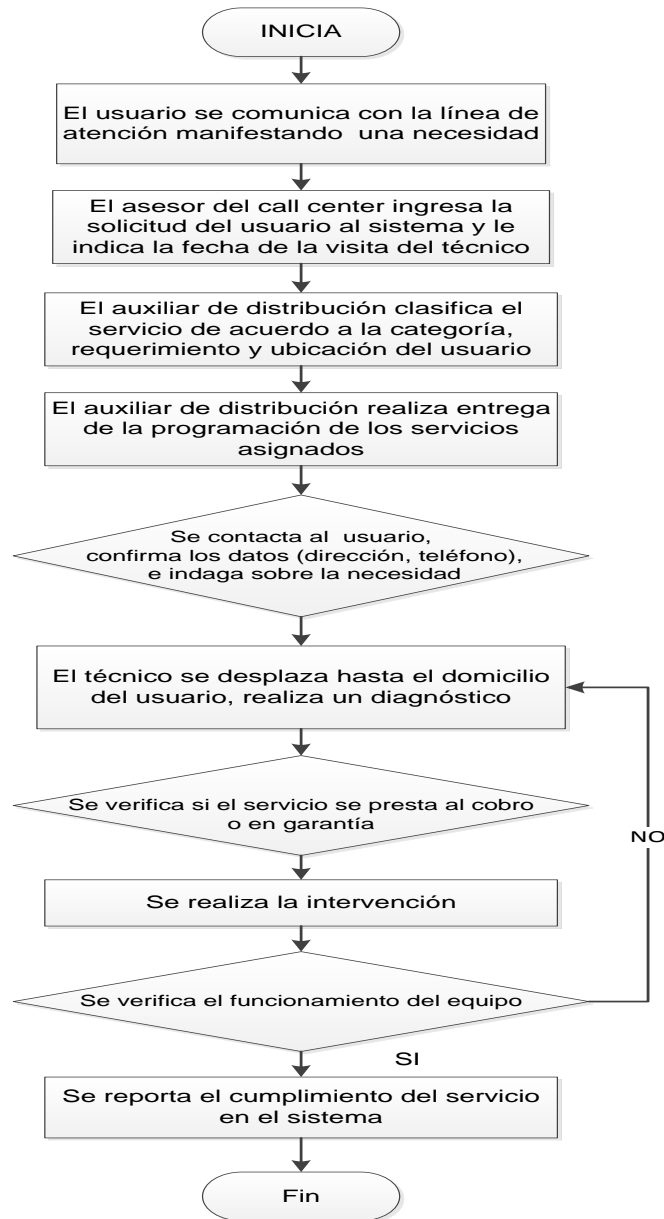 INICIA
El usuario se comunica con la línea de
atención manifestando una necesidad
El asesor del call center ingresa la
solicitud del usuario al sistema y le
indica la fecha de la visita del técnico
El auxiliar de distribución clasifica el
servicio de acuerdo a la categoría,
requerimiento y ubicación del usuario
El auxiliar de distribución realiza entrega
de la programación de los servicios
asignados
Se contacta al usuario,
confirma los datos (dirección, teléfono),
e indaga sobre la necesidad
El técnico se desplaza hasta el domicilio
del usuario, realiza un diagnóstico
Se verifica si el servicio se presta al cobro
o en garantía
NO
Se realiza la intervención
Se verifica el funcionamiento del equipo
SI
Se reporta el cumplimiento del servicio
en el sistema
Fin